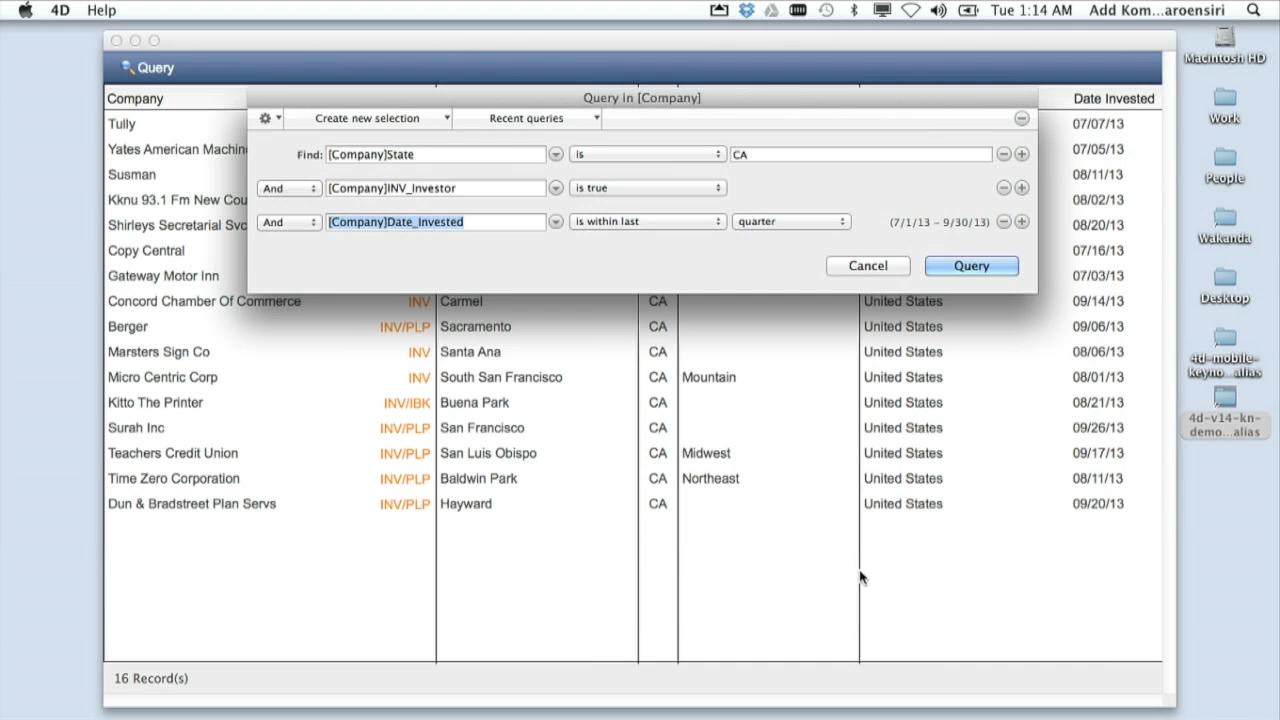 4D Help Tue 1:14 AM Add Kom...aroensiri
Query
Query in [Company]
Create new selection Recent queries
Find: [Company]State is CA
And [Company]INV_Investor is true
And [Company]Date_Invested is within last quarter (7/1/13 - 9/30/13)
Cancel Query
Company Date Invested
Tully 07/07/13
Yates American Machin 07/05/13
Susman 08/11/13
Kknu 93.1 Fm New Cou 08/02/13
Shirleys Secretarial Svc 08/20/13
Copy Central 07/16/13
Gateway Motor Inn 07/03/13
Concord Chamber Of Commerce INV Carmel CA United States 09/14/13
Berger INV/PLP Sacramento CA United States 09/06/13
Marsters Sign Co INV Santa Ana CA United States 08/06/13
Micro Centric Corp INV South San Francisco CA Mountain United States 08/01/13
Kitto The Printer INV/IBK Buena Park CA United States 08/21/13
Surah Inc INV/PLP San Francisco CA United States 09/26/13
Teachers Credit Union INV/PLP San Luis Obispo CA Midwest United States 09/17/13
Time Zero Corporation INV/PLP Baldwin Park CA Northeast United States 08/11/13
Dun & Bradstreet Plan Servs INV/PLP Hayward CA United States 09/20/13
16 Record(s)
Macintosh HD
Work
People
Wakanda
Desktop
4d-mobile-
keyno...alias
4d-v14-kn-
demo...alias